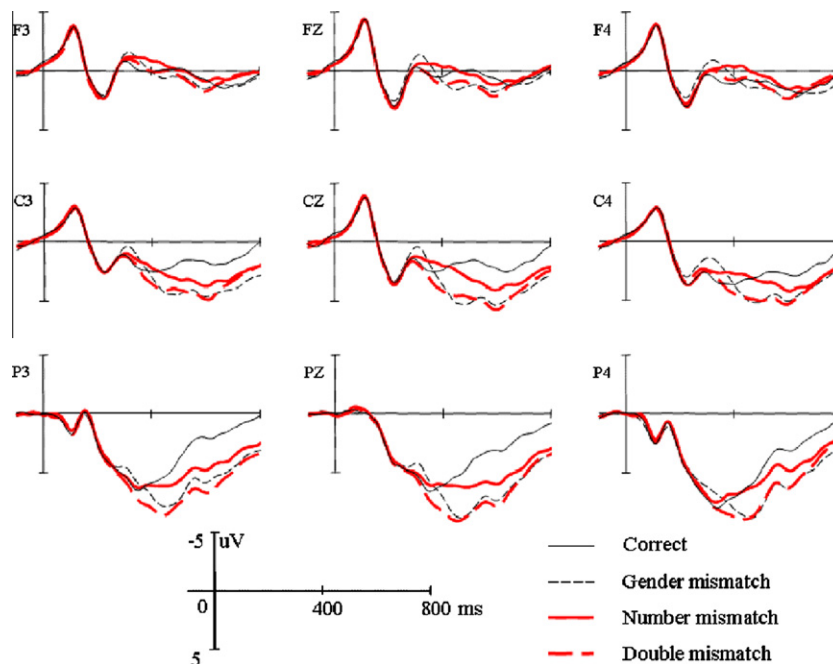 F3
FZ
F4
C3
CZ
C4
P3
PZ
P4
-5
uV
0
400
800 ms
5
Correct
Gender mismatch
Number mismatch
Double mismatch